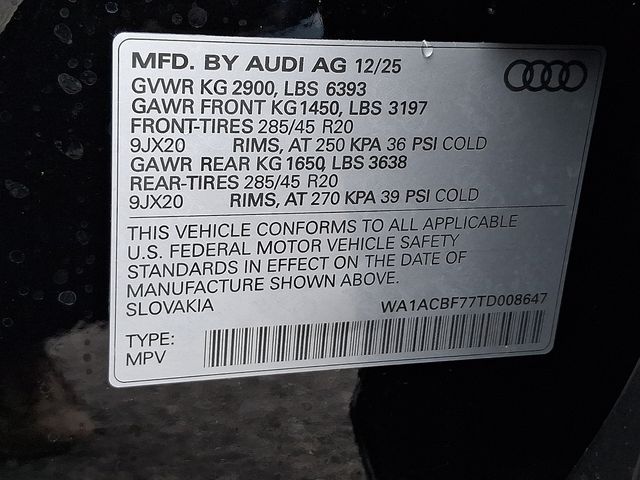 MFD. BY AUDI AG 12/25
GVWR KG 2900, LBS 6393
GAWR FRONT KG1450, LBS 3197
FRONT-TIRES 285/45 R20
9JX20 RIMS, AT 250 KPA 36 PSI COLD
GAWR REAR KG 1650, LBS 3638
REAR-TIRES 285/45 R20
9JX20 RIMS, AT 270 KPA 39 PSI COLD
THIS VEHICLE CONFORMS TO ALL APPLICABLE
U.S. FEDERAL MOTOR VEHICLE SAFETY
STANDARDS IN EFFECT ON THE DATE OF
MANUFACTURE SHOWN ABOVE.
SLOVAKIA WA1ACBF77TD008647
TYPE:
MPV